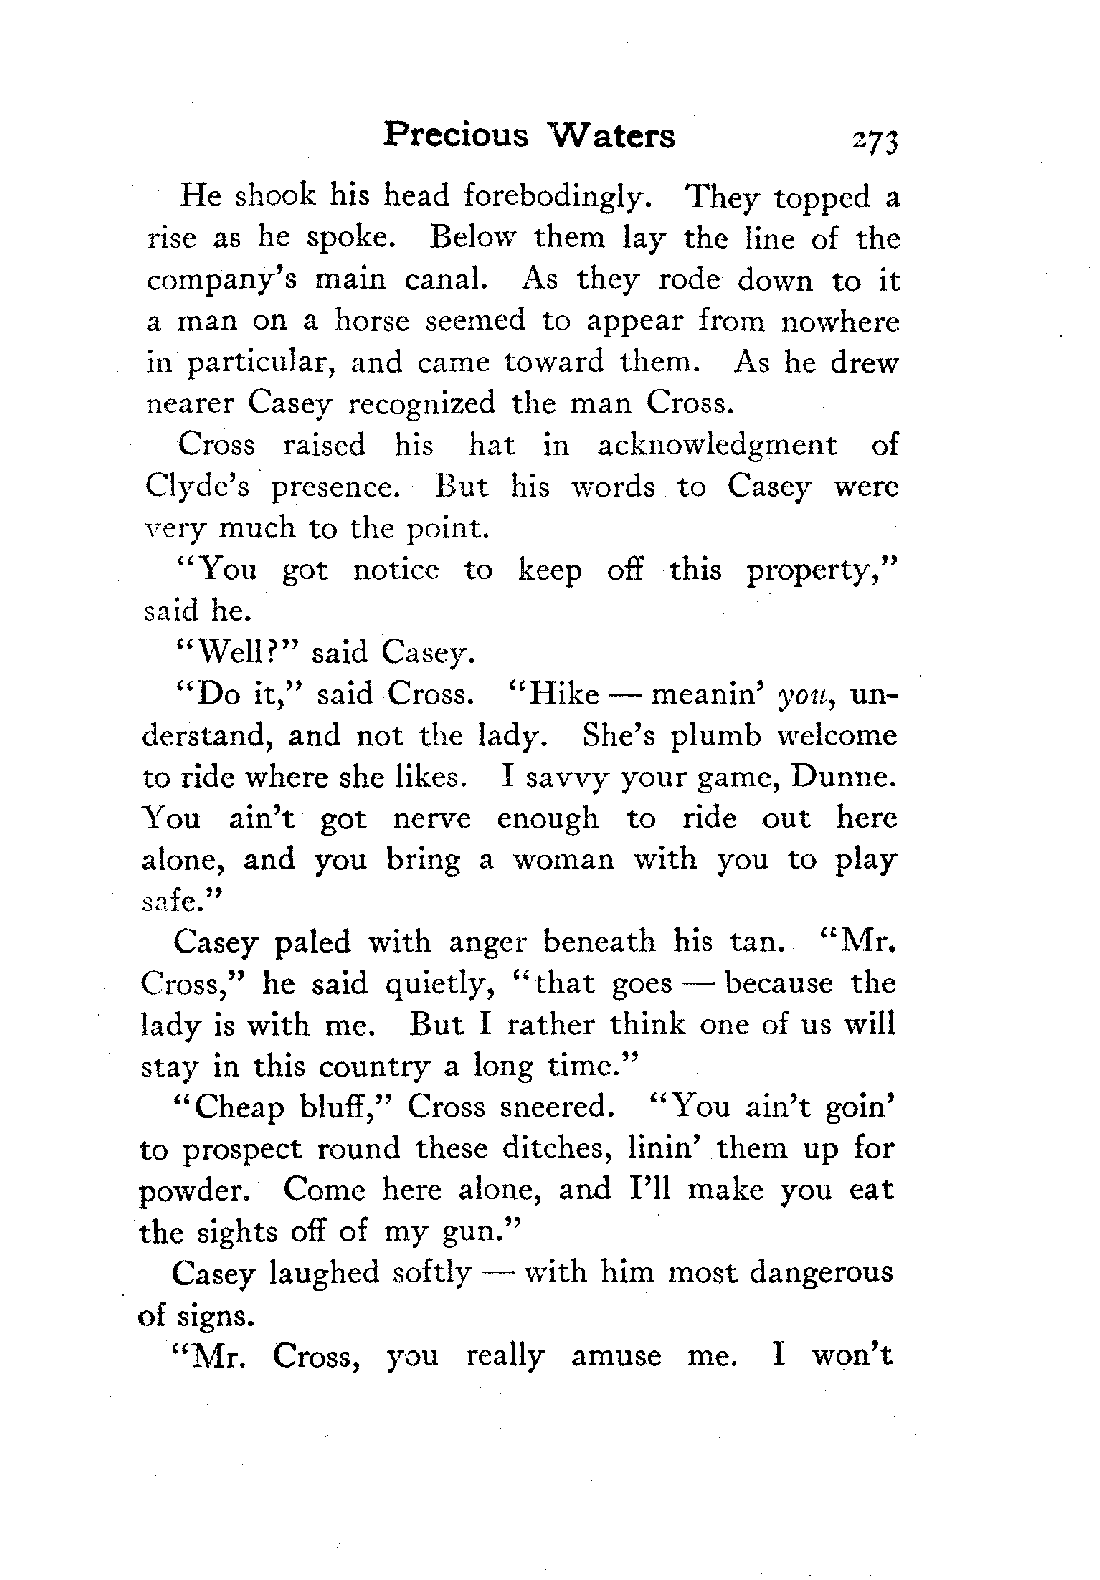 Precious Waters 273
He shook his head forebodingly. They topped a
rise as he spoke. Below them lay the line of the
company's main canal. As they rode down to it
a man on a horse seemed to appear from nowhere
in particular, and came toward them. As he drew
nearer Casey recognized the man Cross.
Cross raised his hat in acknowledgment of
Clyde's presence. But his words to Casey were
very much to the point.
"You got notice to keep off this property,"
said he.
"Well?" said Casey.
"Do it," said Cross. "Hike — meanin' you, un-
derstand, and not the lady. She's plumb welcome
to ride where she likes. I savvy your game, Dunne.
You ain't got nerve enough to ride out here
alone, and you bring a woman with you to play
safe."
Casey paled with anger beneath his tan. "Mr.
Cross," he said quietly, "that goes — because the
lady is with me. But I rather think one of us will
stay in this country a long time."
"Cheap bluff," Cross sneered. "You ain't goin'
to prospect round these ditches, linin' them up for
powder. Come here alone, and I'll make you eat
the sights off of my gun."
Casey laughed softly — with him most dangerous
of signs.
"Mr. Cross, you really amuse me. I won't